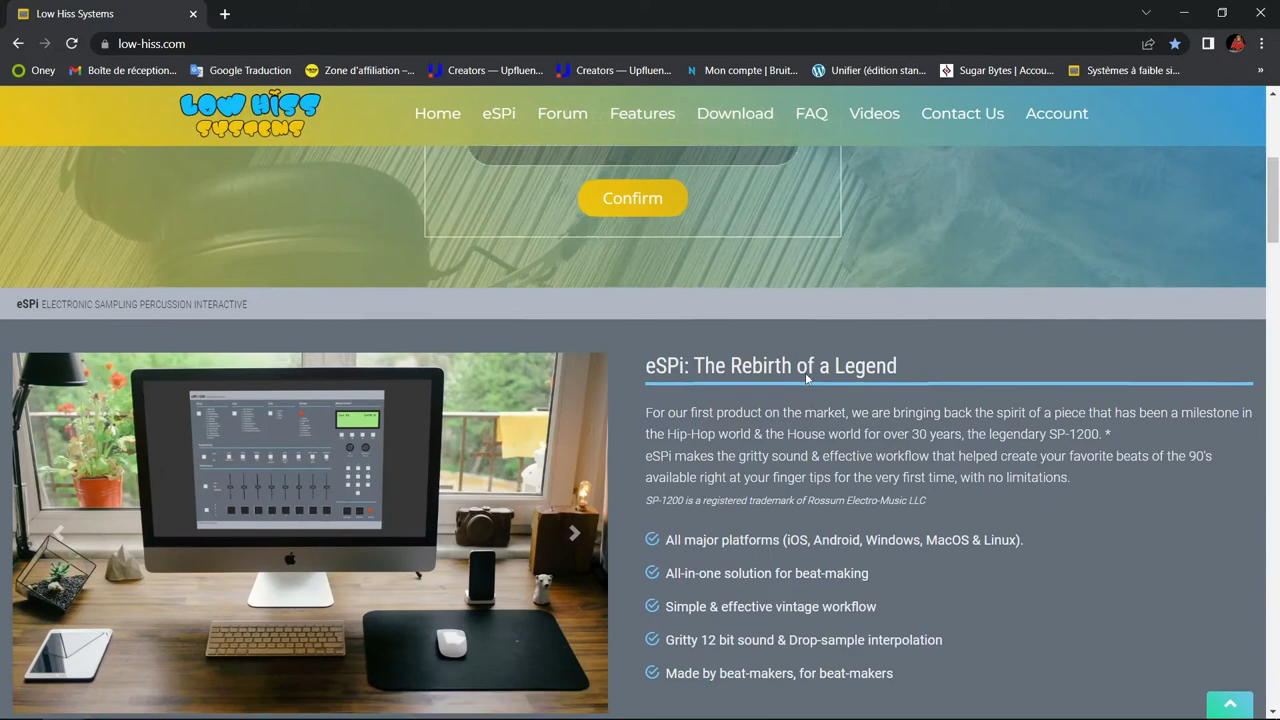 Low Hiss Systems
low-hiss.com
Oney
Boîte de réception...
Google Traduction
Zone d'affiliation –...
Creators — Upfluen...
Creators — Upfluen...
Mon compte | Bruit...
Unifier (édition stan...
Sugar Bytes | Accou...
Systèmes à faible si...
»
LOW HISS
SYSTEMS
Home
eSPi
Forum
Features
Download
FAQ
Videos
Contact Us
Account
Confirm
eSPi ELECTRONIC SAMPLING PERCUSSION INTERACTIVE
eSPi: The Rebirth of a Legend
For our first product on the market, we are bringing back the spirit of a piece that has been a milestone in
the Hip-Hop world & the House world for over 30 years, the legendary SP-1200. *
eSPi makes the gritty sound & effective workflow that helped create your favorite beats of the 90's
available right at your finger tips for the very first time, with no limitations.
SP-1200 is a registered trademark of Rossum Electro-Music LLC
All major platforms (iOS, Android, Windows, MacOS & Linux).
All-in-one solution for beat-making
Simple & effective vintage workflow
Gritty 12 bit sound & Drop-sample interpolation
Made by beat-makers, for beat-makers